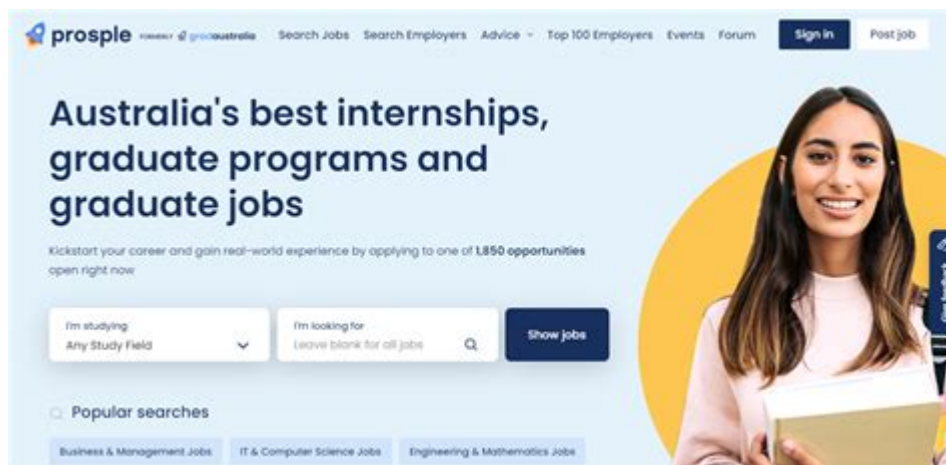 prosple FORMERLY gradaustralia Search Jobs Search Employers Advice Top 100 Employers Events Forum Sign in Post job
Australia's best internships,
graduate programs and
graduate jobs
Kickstart your career and gain real-world experience by applying to one of 1,850 opportunities
open right now
I'm studying
Any Study Field
I'm looking for
Leave blank for all jobs
Show jobs
Popular searches
Business & Management Jobs IT & Computer Science Jobs Engineering & Mathematics Jobs
feedback